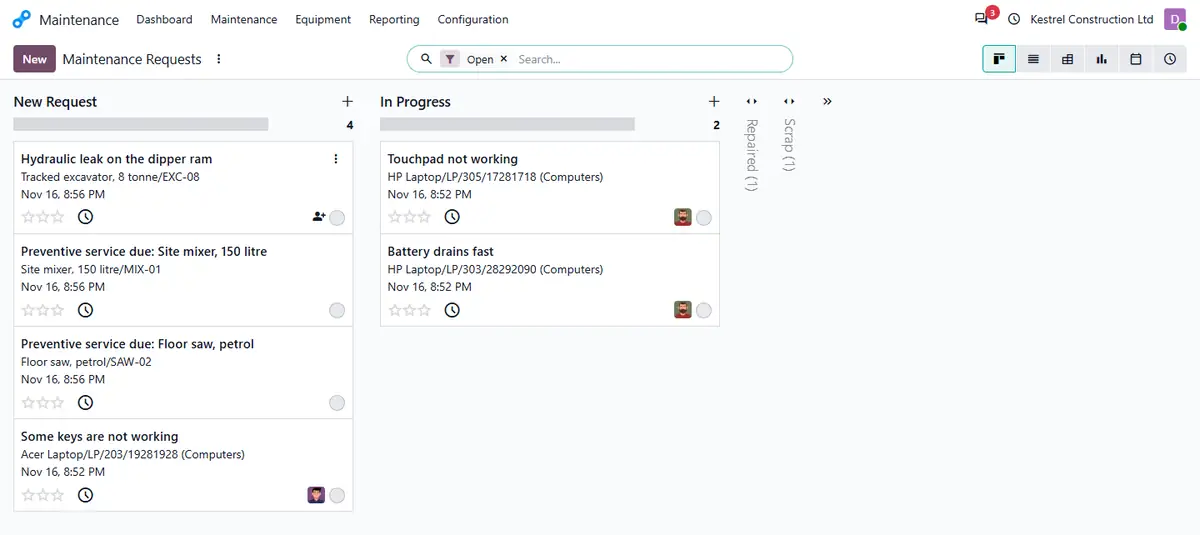 Maintenance Dashboard Maintenance Equipment Reporting Configuration 3 Kestrel Construction Ltd D
New Maintenance Requests Open Search...
New Request
4
Hydraulic leak on the dipper ram
Tracked excavator, 8 tonne/EXC-08
Nov 16, 8:56 PM
Preventive service due: Site mixer, 150 litre
Site mixer, 150 litre/MIX-01
Nov 16, 8:56 PM
Preventive service due: Floor saw, petrol
Floor saw, petrol/SAW-02
Nov 16, 8:56 PM
Some keys are not working
Acer Laptop/LP/203/19281928 (Computers)
Nov 16, 8:52 PM
In Progress
2
Touchpad not working
HP Laptop/LP/305/17281718 (Computers)
Nov 16, 8:52 PM
Battery drains fast
HP Laptop/LP/303/28292090 (Computers)
Nov 16, 8:52 PM
Repaired (1)
Scrap (1)